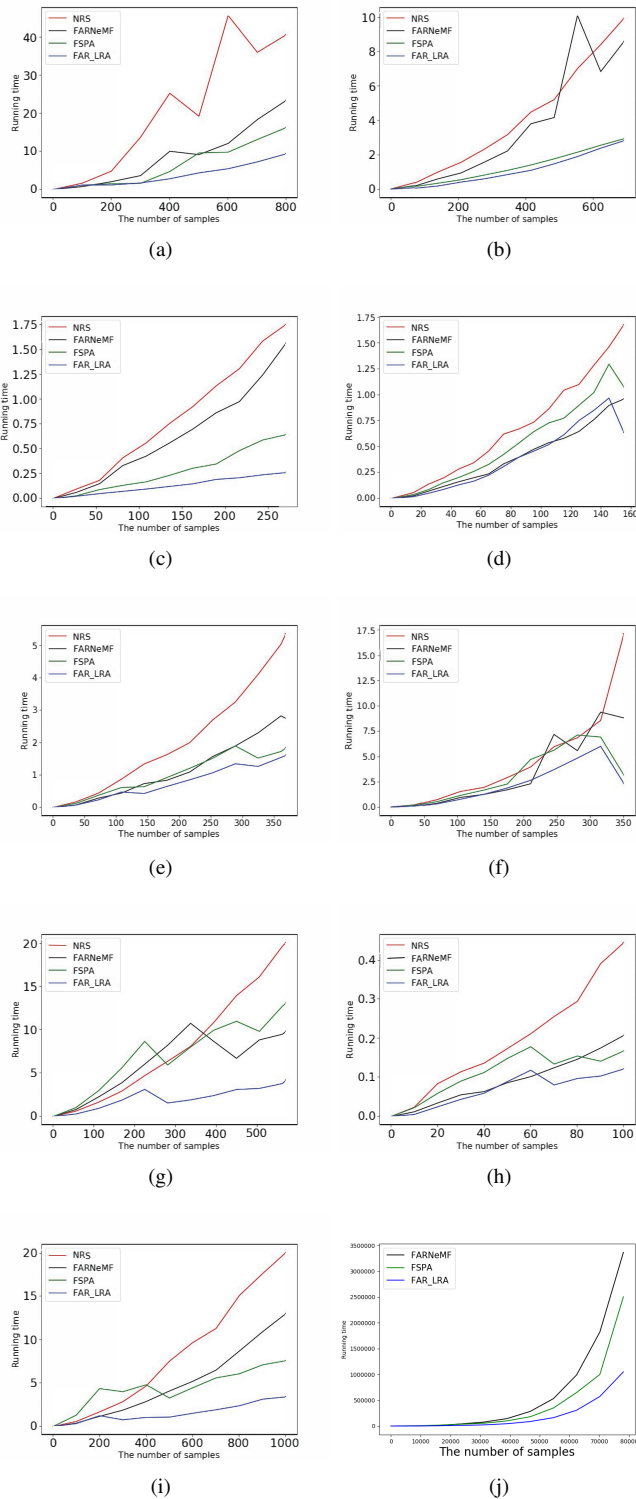 NRS
FARNeMF
FSPA
FAR_LRA
Running time
40
30
20
10
0
200
400
600
800
The number of samples
(a)
NRS
FARNeMF
FSPA
FAR_LRA
Running time
10
8
6
4
2
0
0
200
400
600
The number of samples
(b)
NRS
FARNeMF
FSPA
FAR_LRA
Running time
1.75
1.50
1.25
1.00
0.75
0.50
0.25
0.00
0
50
100
150
200
250
The number of samples
(c)
NRS
FARNeMF
FSPA
FAR_LRA
Running time
1.75
1.50
1.25
1.00
0.75
0.50
0.25
0.00
0
20
40
60
80
100
120
140
160
The number of samples
(d)
NRS
FARNeMF
FSPA
FAR_LRA
Running time
5
4
3
2
1
0
0
50
100
150
200
250
300
350
The number of samples
(e)
NRS
FARNeMF
FSPA
FAR_LRA
Running time
17.5
15.0
12.5
10.0
7.5
5.0
2.5
0.0
0
50
100
150
200
250
300
350
The number of samples
(f)
NRS
FARNeMF
FSPA
FAR_LRA
Running time
20
15
10
5
0
0
100
200
300
400
500
The number of samples
(g)
NRS
FARNeMF
FSPA
FAR_LRA
Running time
0.4
0.3
0.2
0.1
0.0
0
20
40
60
80
100
The number of samples
(h)
NRS
FARNeMF
FSPA
FAR_LRA
Running time
20
15
10
5
0
0
200
400
600
800
1000
The number of samples
(i)
FARNeMF
FSPA
FAR_LRA
Running time
3500000
3000000
2500000
2000000
1500000
1000000
500000
0
0
10000
20000
30000
40000
50000
60000
70000
80000
The number of samples
(j)